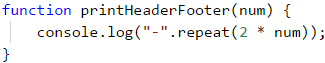 function printHeaderFooter(num) {
    console.log("-".repeat(2 * num));
}